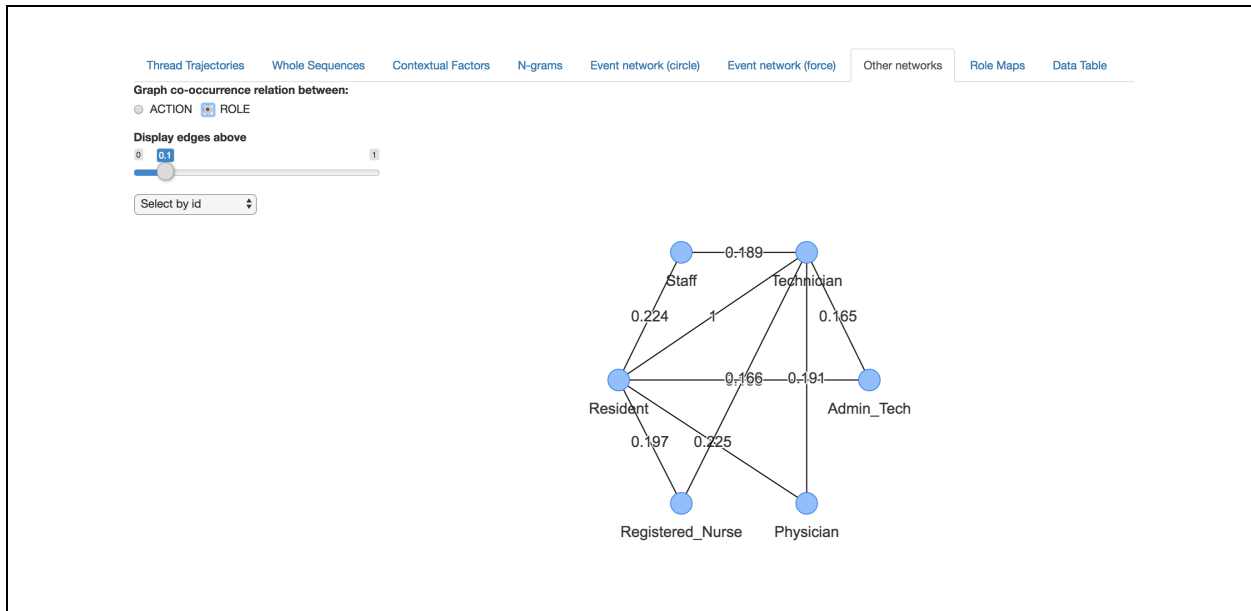 Thread Trajectories Whole Sequences Contextual Factors N-grams Event network (circle) Event network (force) Other networks Role Maps Data Table
Graph co-occurrence relation between:
ACTION ROLE
Display edges above
0 0.1 1
Select by id
0.189
Staff Technician
0.224 1 0.165
0.191
Resident Admin_Tech
0.197 0.225
Registered_Nurse Physician